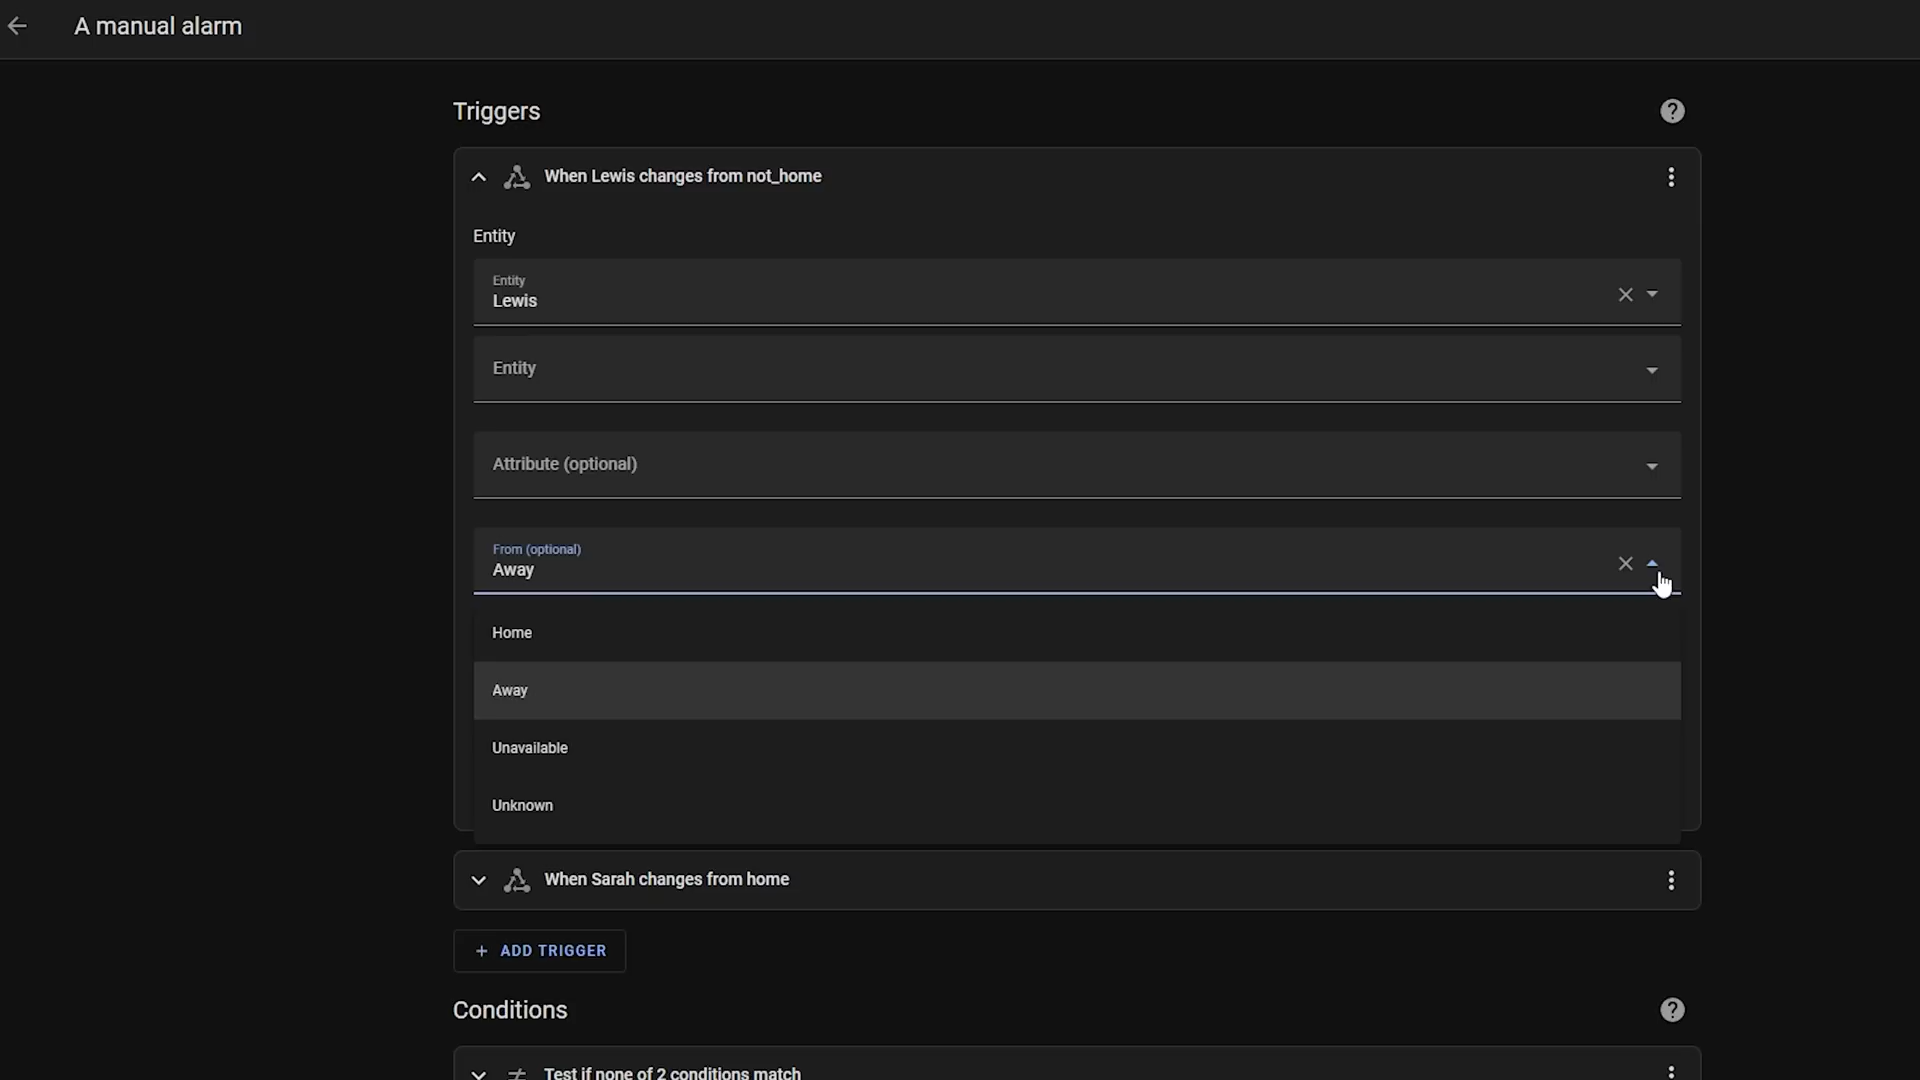 A manual alarm
Triggers
When Lewis changes from not_home
Entity
Entity
Lewis
Entity
Attribute (optional)
From (optional)
Away
Home
Away
Unavailable
Unknown
When Sarah changes from home
+ ADD TRIGGER
Conditions
Test if none of 2 conditions match